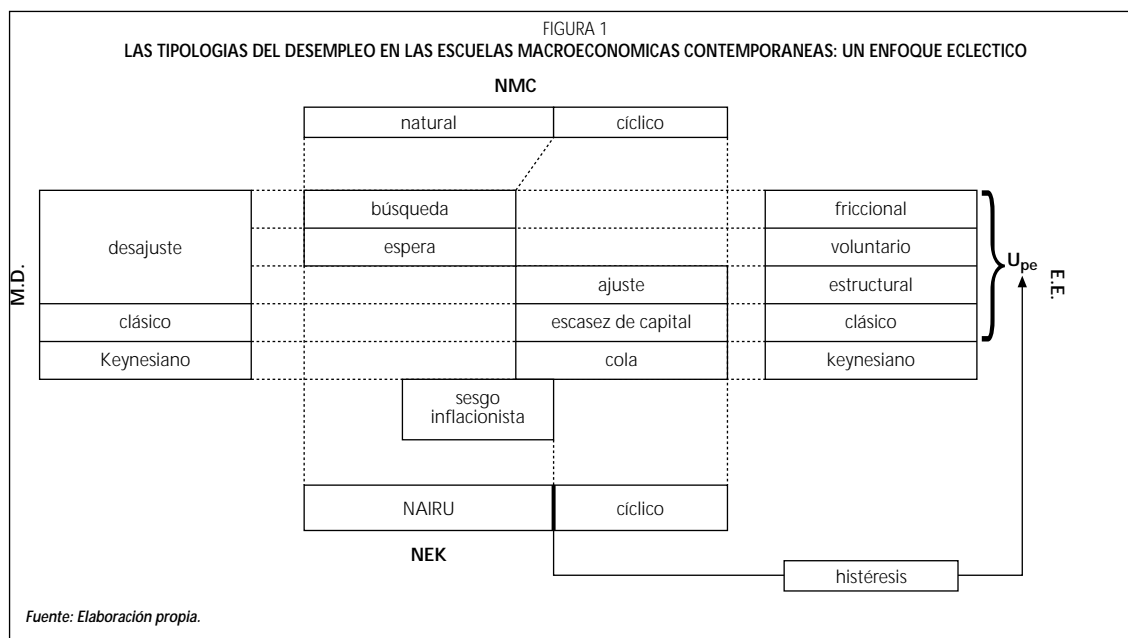 FIGURA 1
LAS TIPOLOGIAS DEL DESEMPLEO EN LAS ESCUELAS MACROECONOMICAS CONTEMPORANEAS: UN ENFOQUE ECLECTICO
NMC
natural
cíclico
M.D.
desajuste
clásico
Keynesiano
búsqueda
espera
ajuste
escasez de capital
cola
sesgo
inflacionista
friccional
voluntario
estructural
clásico
keynesiano
Upe
E.E.
NAIRU
cíclico
NEK
histéresis
Fuente: Elaboración propia.